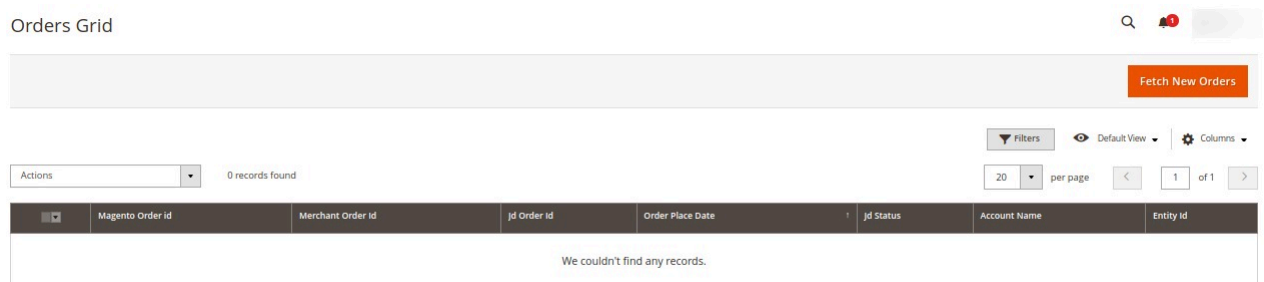 Orders Grid
1
Fetch New Orders
Filters
Default View
Columns
Actions
0 records found
20
per page
1
of 1
Magento Order id
Merchant Order Id
Jd Order Id
Order Place Date
Jd Status
Account Name
Entity Id
We couldn't find any records.